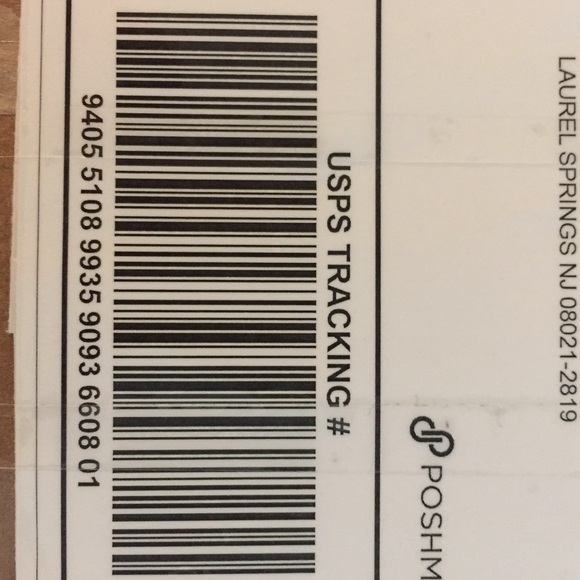 LAUREL SPRINGS NJ 08021-2819
POSHM
USPS TRACKING #
9405 5108 9935 9093 6608 01